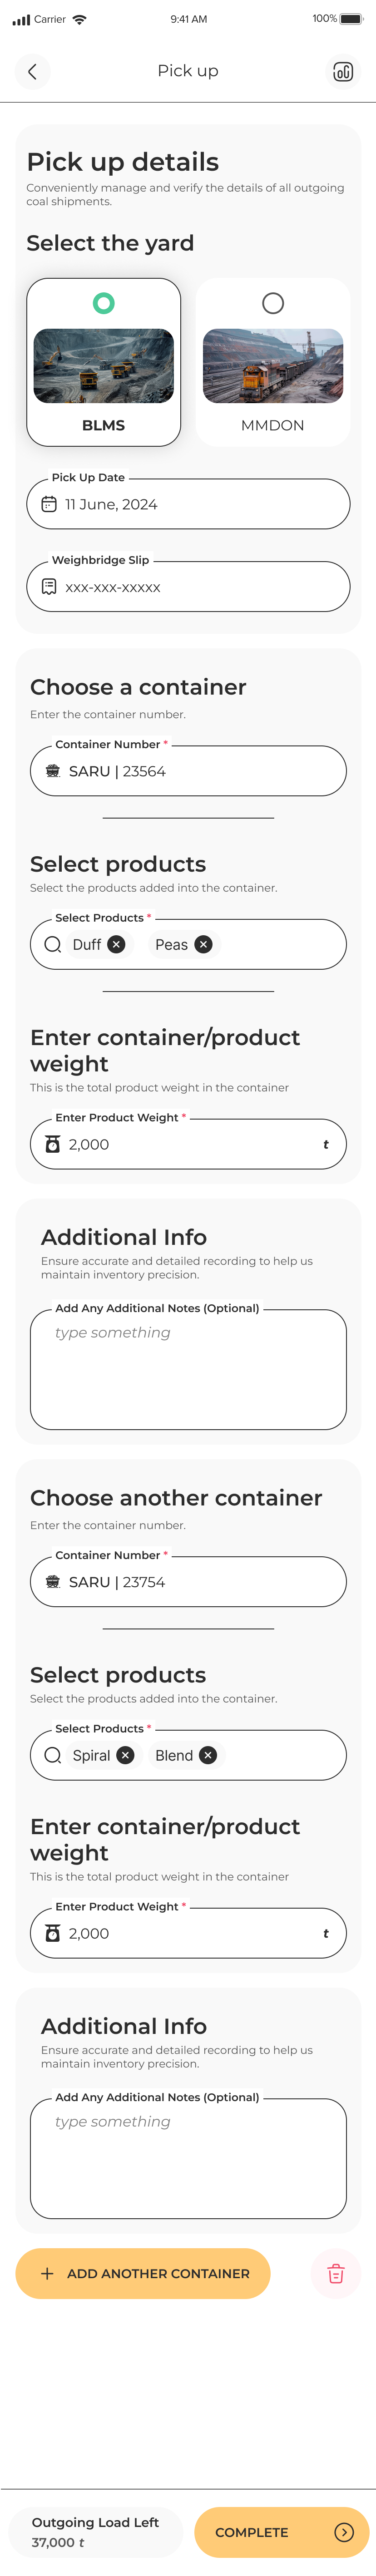 Carrier 9:41 AM 100%
Pick up
Pick up details
Conveniently manage and verify the details of all outgoing
coal shipments.
Select the yard
BLMS MMDON
Pick Up Date
11 June, 2024
Weighbridge Slip
xxx-xxx-xxxxx
Choose a container
Enter the container number.
Container Number *
SARU | 23564
Select products
Select the products added into the container.
Select Products *
Duff Peas
Enter container/product
weight
This is the total product weight in the container
Enter Product Weight *
2,000 t
Additional Info
Ensure accurate and detailed recording to help us
maintain inventory precision.
Add Any Additional Notes (Optional)
type something
Choose another container
Enter the container number.
Container Number *
SARU | 23754
Select products
Select the products added into the container.
Select Products *
Spiral Blend
Enter container/product
weight
This is the total product weight in the container
Enter Product Weight *
2,000 t
Additional Info
Ensure accurate and detailed recording to help us
maintain inventory precision.
Add Any Additional Notes (Optional)
type something
ADD ANOTHER CONTAINER
Outgoing Load Left
37,000 t
COMPLETE